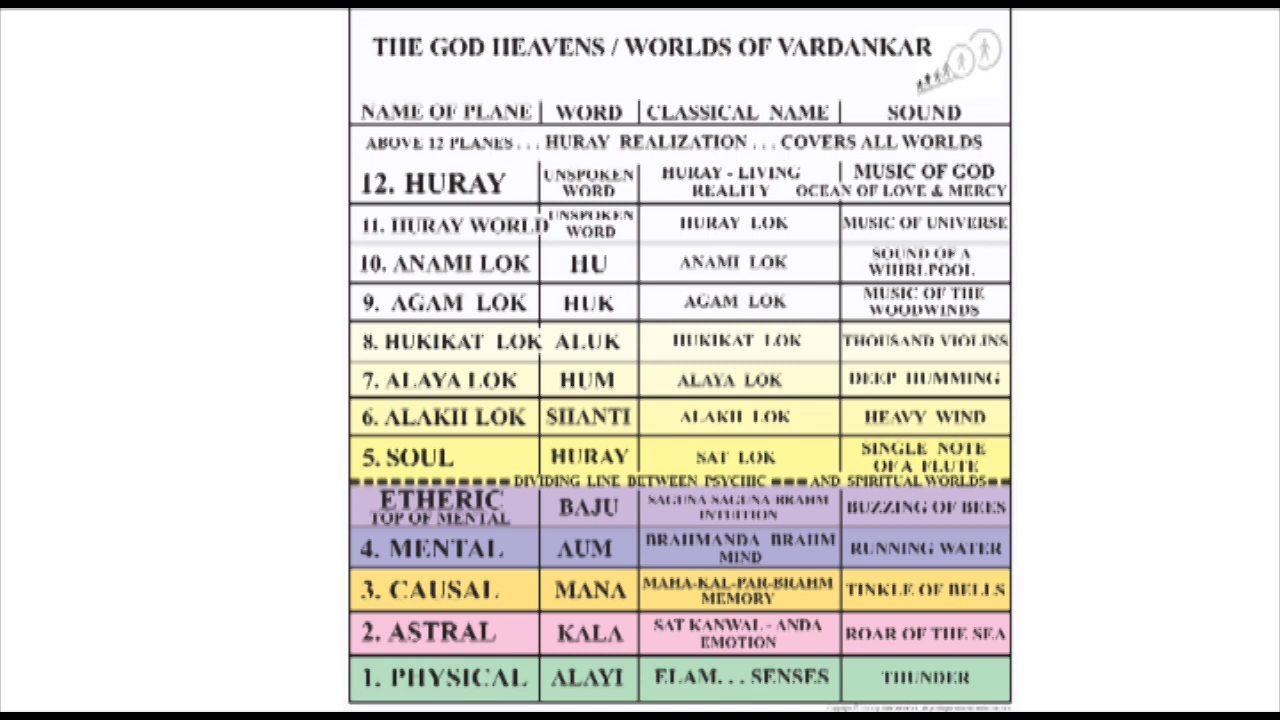 THE GOD HEAVENS / WORLDS OF VARDANKAR
NAME OF PLANE WORD CLASSICAL NAME SOUND
ABOVE 12 PLANES . . . HURAY REALIZATION . . . COVERS ALL WORLDS
12. HURAY UNSPOKEN WORD HURAY - LIVING REALITY MUSIC OF GOD OCEAN OF LOVE & MERCY
11. HURAY WORLD UNSPOKEN WORD HURAY LOK MUSIC OF UNIVERSE
10. ANAMI LOK HU ANAMI LOK SOUND OF A WHIRLPOOL
9. AGAM LOK HUK AGAM LOK MUSIC OF THE WOODWINDS
8. HUKIKAT LOK ALUK HUKIKAT LOK THOUSAND VIOLINS
7. ALAYA LOK HUM ALAYA LOK DEEP HUMMING
6. ALAKH LOK SHANTI ALAKH LOK HEAVY WIND
5. SOUL HURAY SAT LOK SINGLE NOTE OF A FLUTE
DIVIDING LINE BETWEEN PSYCHIC AND SPIRITUAL WORLDS
ETHERIC TOP OF MENTAL BAJU SAGUNA SAGUNA BRAHM INTUITION BUZZING OF BEES
4. MENTAL AUM BRAHMANDA BRAHM MIND RUNNING WATER
3. CAUSAL MANA MAHA-KAL-PAR-BRAHM MEMORY TINKLE OF BELLS
2. ASTRAL KALA SAT KANWAL - ANDA EMOTION ROAR OF THE SEA
1. PHYSICAL ALAYI ELAM. . . SENSES THUNDER